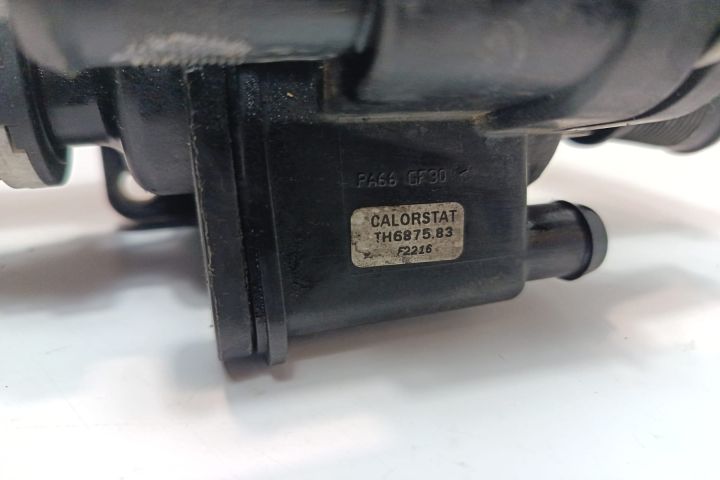 PA66 GF30 <
CALORSTAT
TH6875.83
F2216